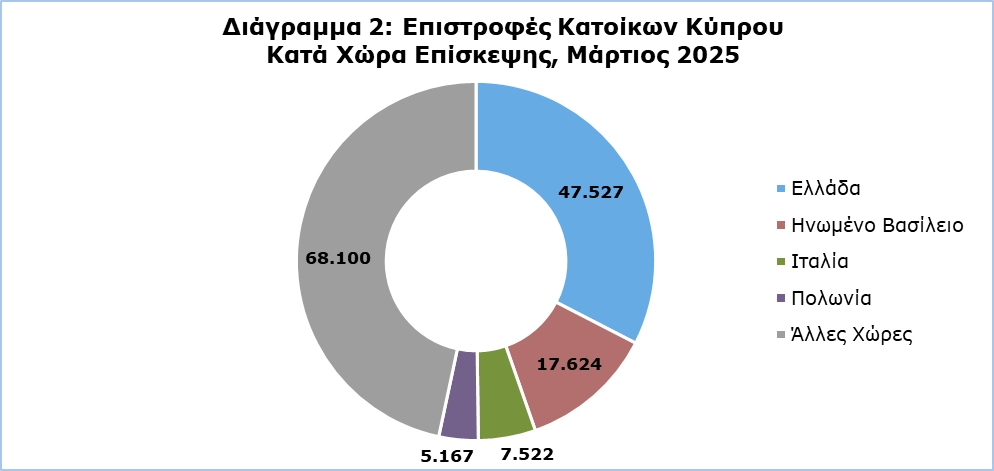 Διάγραμμα 2: Επιστροφές Κατοίκων Κύπρου
Κατά Χώρα Επίσκεψης, Μάρτιος 2025
47.527
17.624
7.522
5.167
68.100
Ελλάδα
Ηνωμένο Βασίλειο
Ιταλία
Πολωνία
Άλλες Χώρες